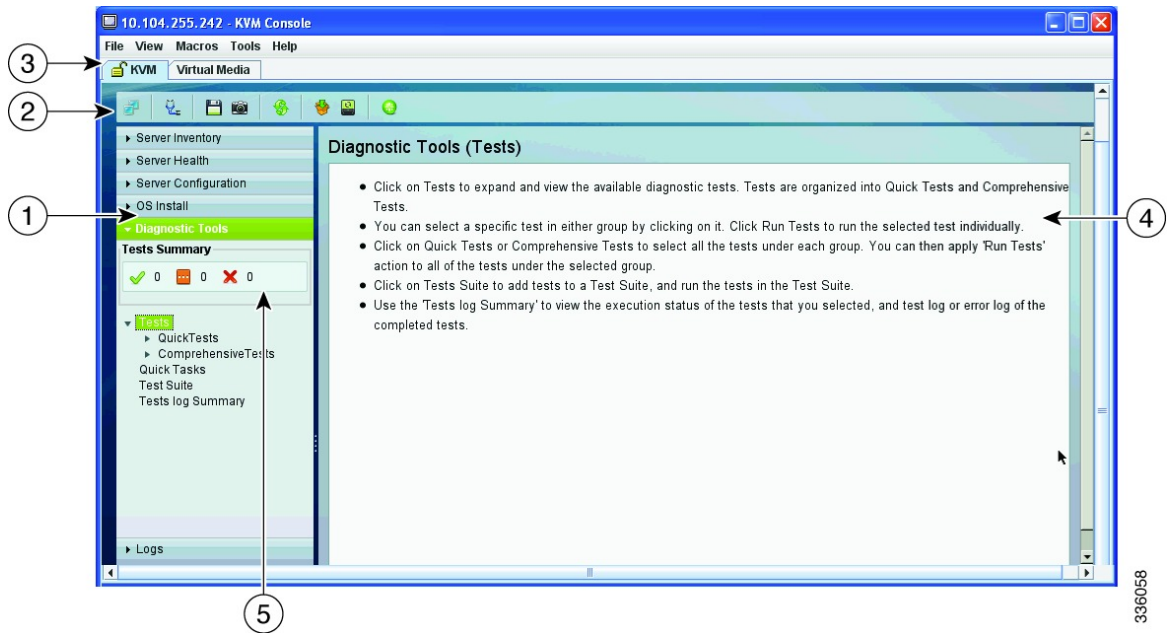 10.104.255.242 - KVM Console
File View Macros Tools Help
3
KVM Virtual Media
2
Server Inventory
Server Health
Server Configuration
OS Install
1
Diagnostic Tools
Tests Summary
0 0 0
Tests
QuickTests
ComprehensiveTests
Quick Tasks
Test Suite
Tests log Summary
Logs
5
Diagnostic Tools (Tests)
• Click on Tests to expand and view the available diagnostic tests. Tests are organized into Quick Tests and Comprehensive
Tests.
• You can select a specific test in either group by clicking on it. Click Run Tests to run the selected test individually.
• Click on Quick Tests or Comprehensive Tests to select all the tests under each group. You can then apply 'Run Tests'
action to all of the tests under the selected group.
• Click on Tests Suite to add tests to a Test Suite, and run the tests in the Test Suite.
• Use the 'Tests log Summary' to view the execution status of the tests that you selected, and test log or error log of the
completed tests.
4
336058